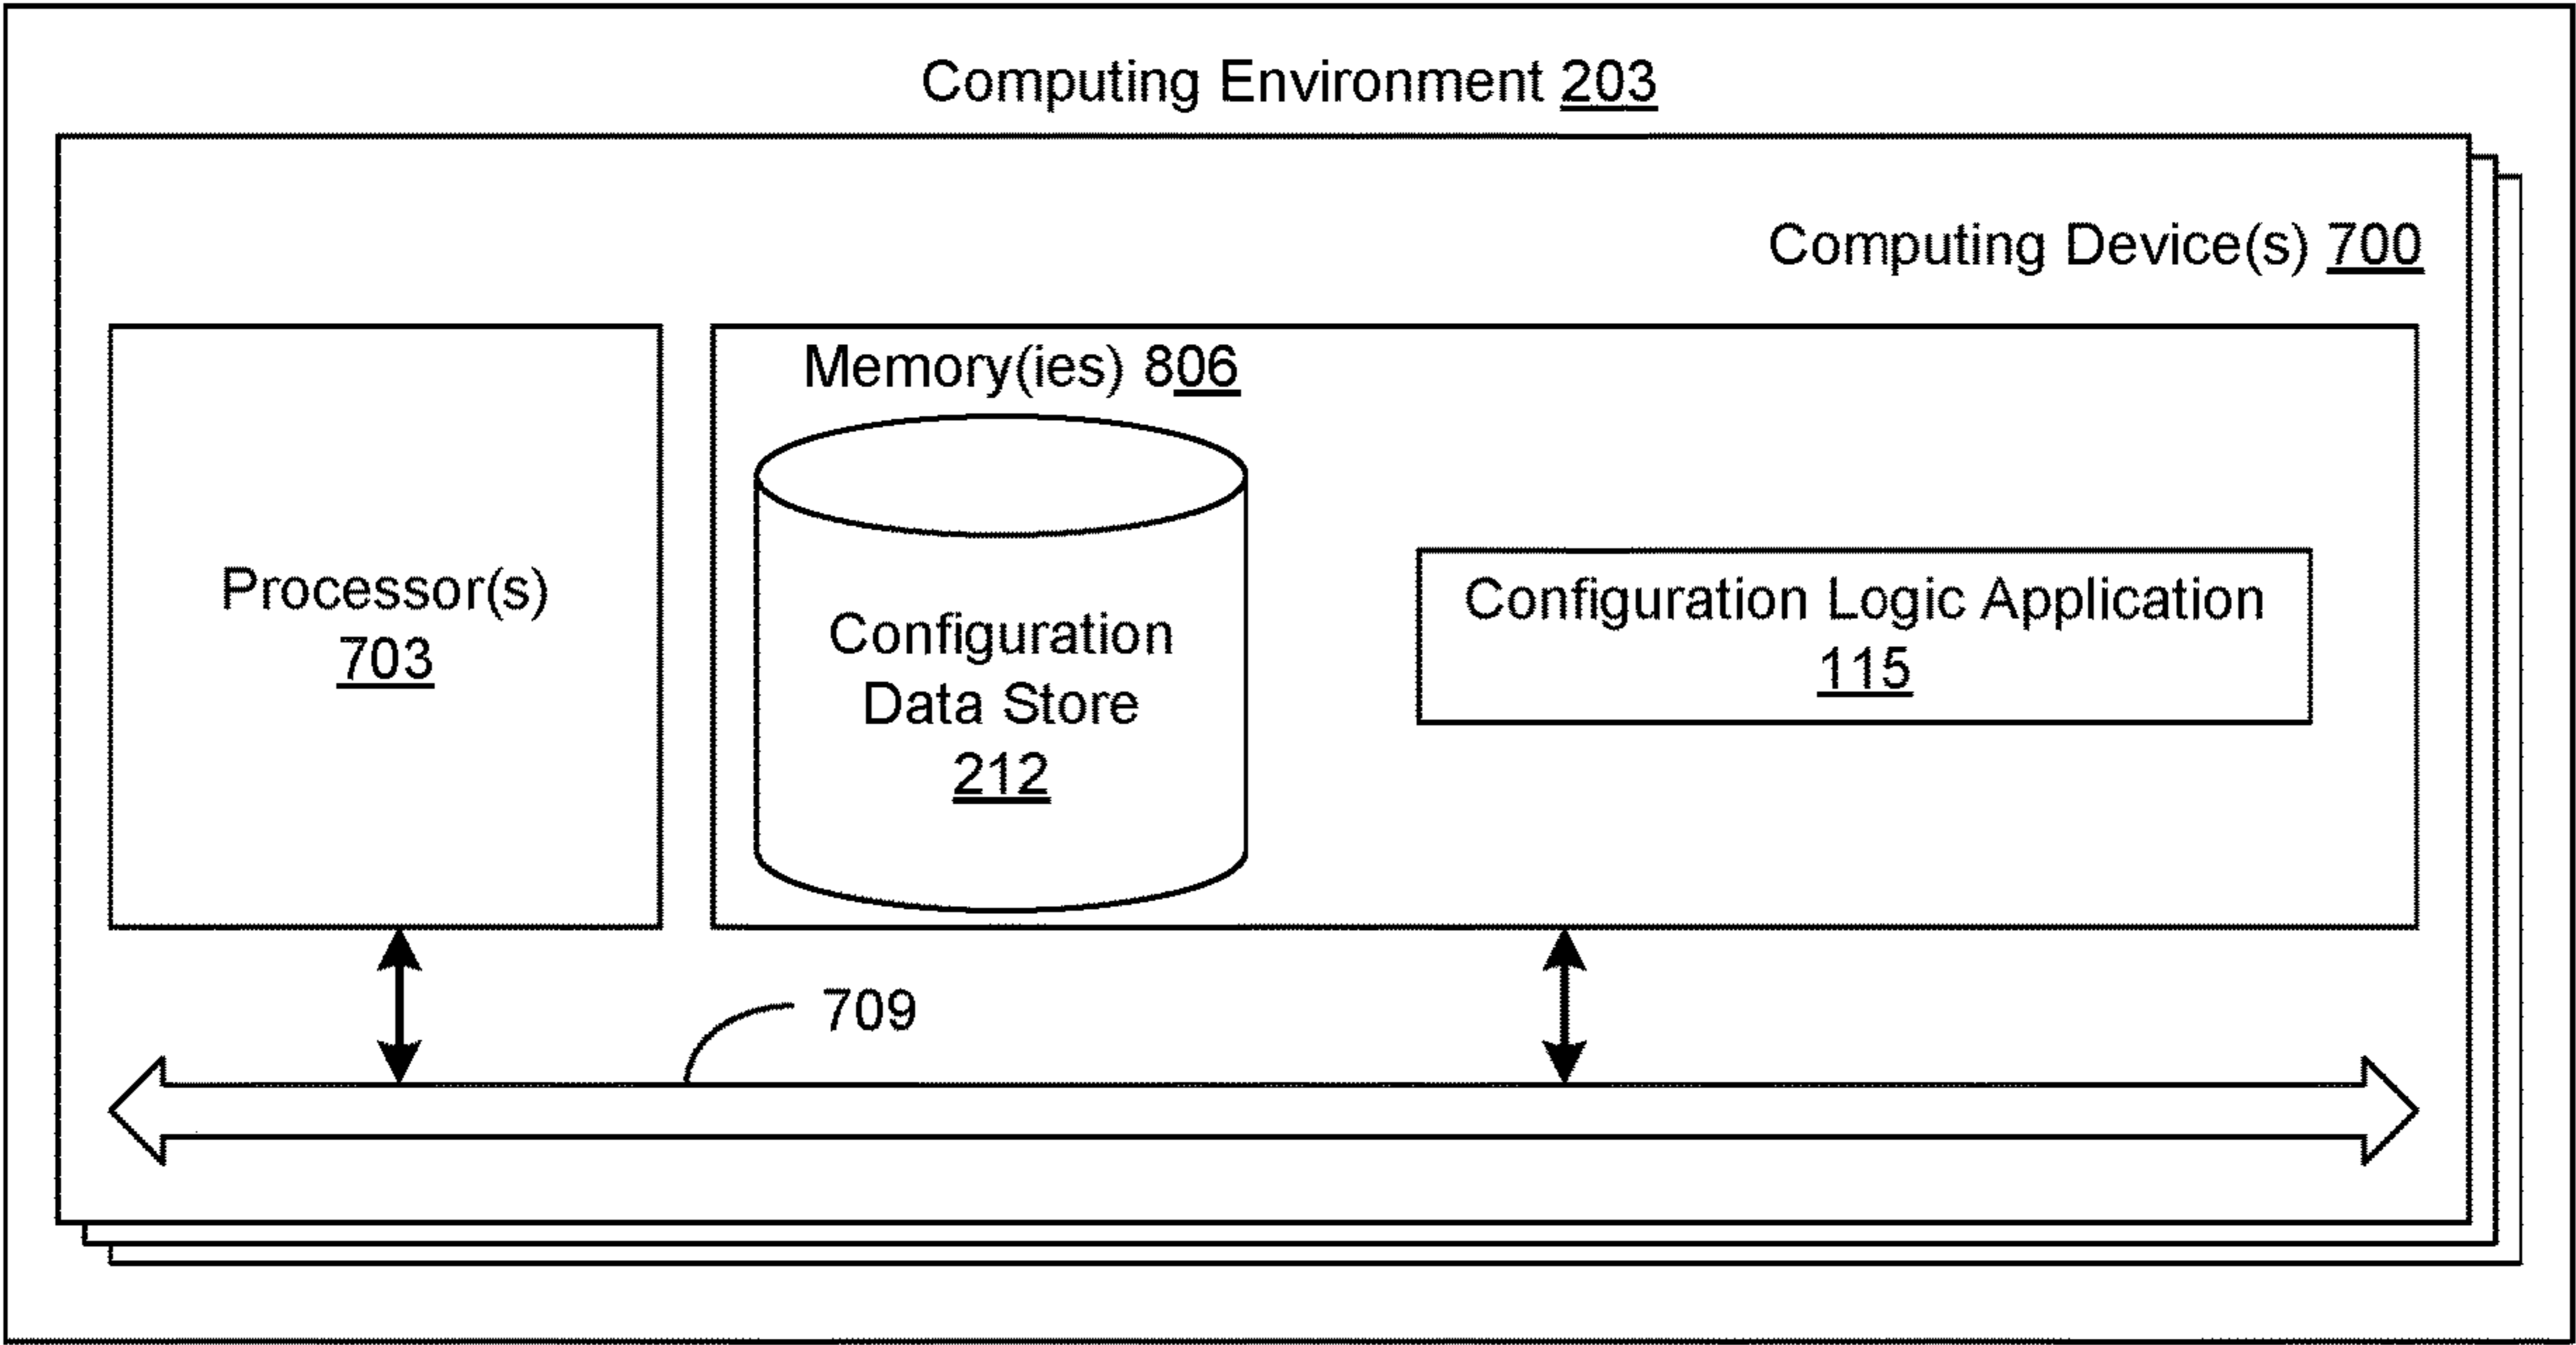 Computing Environment 203
Computing Device(s) 700
Memory(ies) 806
Processor(s)
703
Configuration
Data Store
212
Configuration Logic Application
115
709